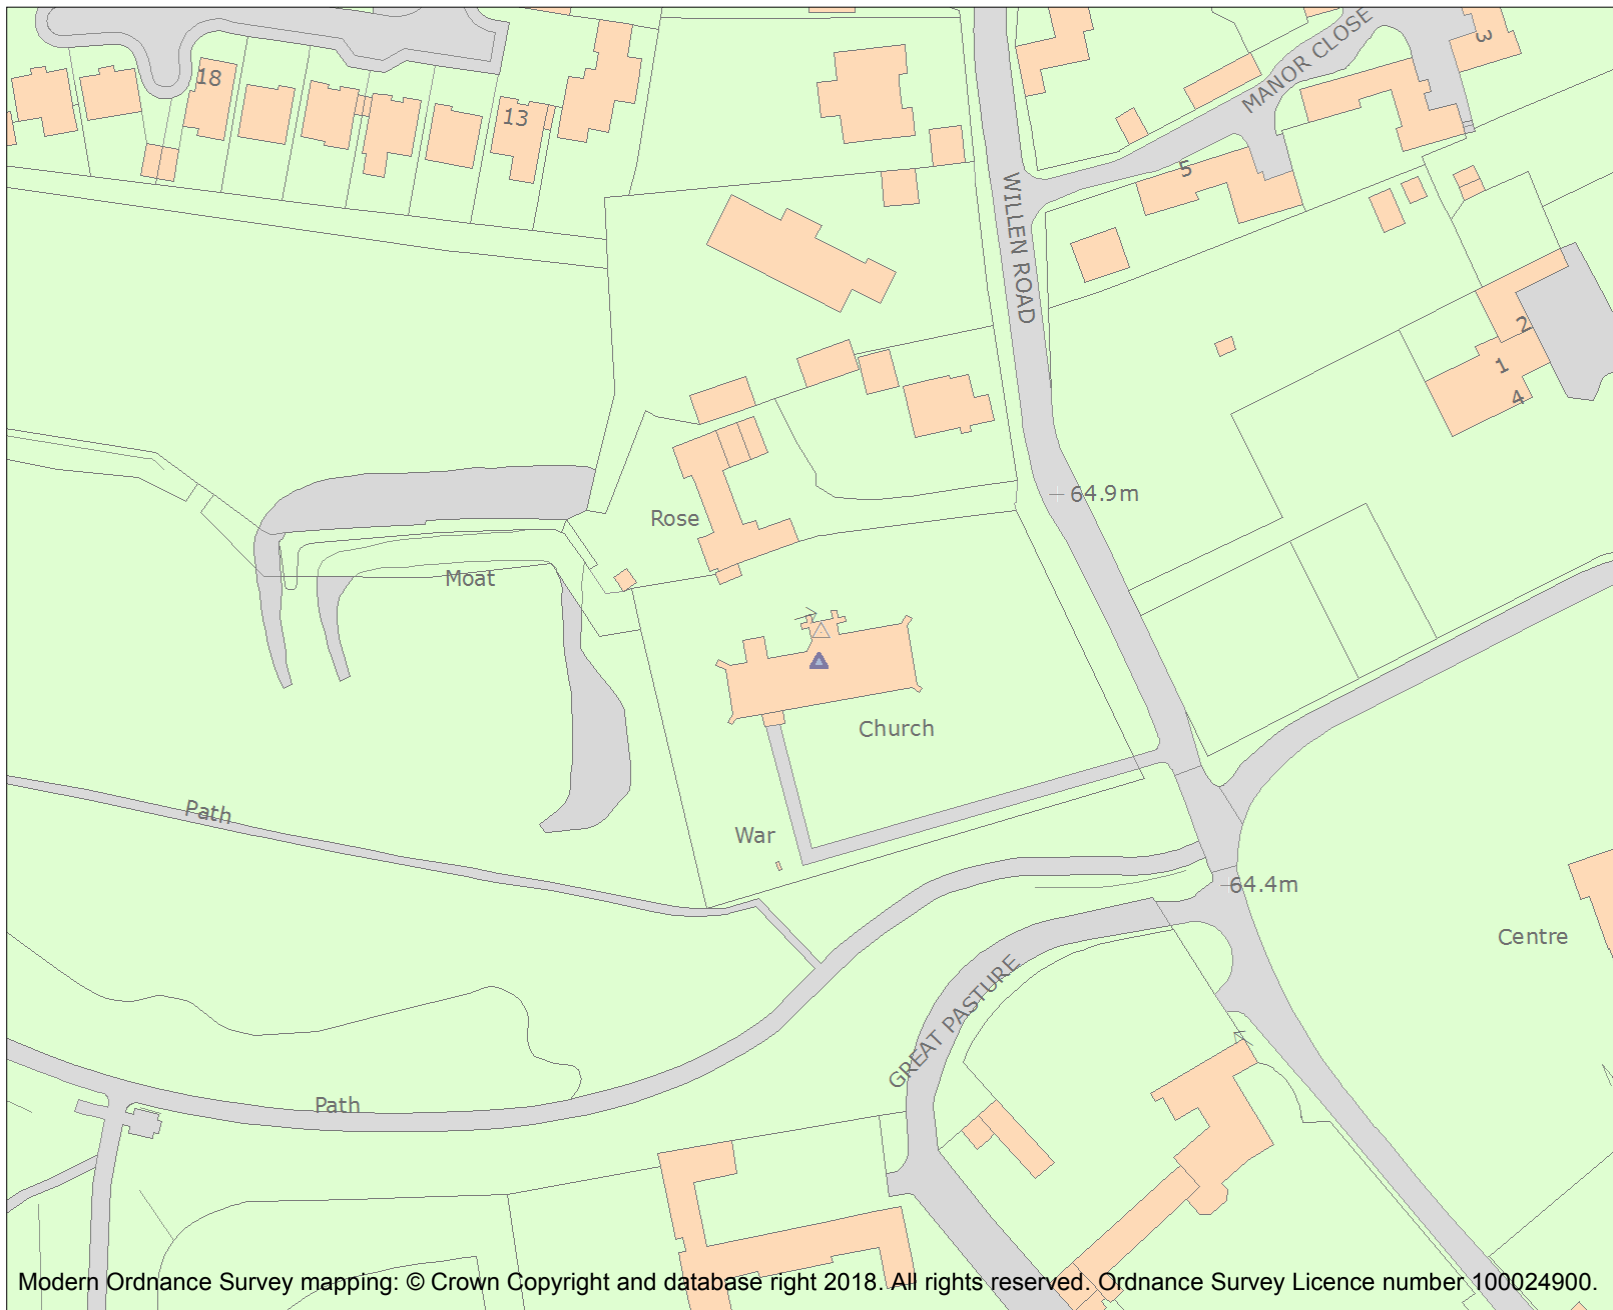 MANOR CLOSE
3
18
13
5
WILLEN ROAD
2
1
4
64.9m
Rose
Moat
Church
Path
War
64.4m
Centre
GREAT PASTURE
Path
Modern Ordnance Survey mapping: © Crown Copyright and database right 2018. All rights reserved. Ordnance Survey Licence number 100024900.